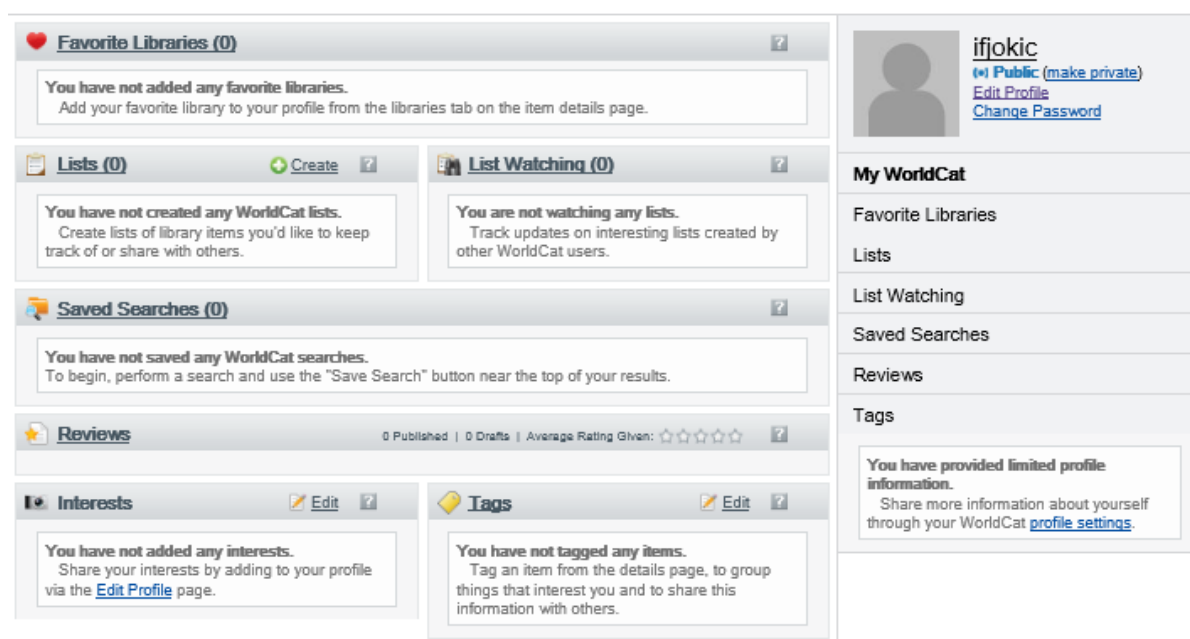 Favorite Libraries (0)
You have not added any favorite libraries.
Add your favorite library to your profile from the libraries tab on the item details page.
Lists (0) Create
You have not created any WorldCat lists.
Create lists of library items you'd like to keep
track of or share with others.
List Watching (0)
You are not watching any lists.
Track updates on interesting lists created by
other WorldCat users.
Saved Searches (0)
You have not saved any WorldCat searches.
To begin, perform a search and use the "Save Search" button near the top of your results.
Reviews 0 Published | 0 Drafts | Average Rating Given:
Interests Edit
You have not added any interests.
Share your interests by adding to your profile
via the Edit Profile page.
Tags Edit
You have not tagged any items.
Tag an item from the details page, to group
things that interest you and to share this
information with others.
ifjokic
Public (make private)
Edit Profile
Change Password
My WorldCat
Favorite Libraries
Lists
List Watching
Saved Searches
Reviews
Tags
You have provided limited profile
information.
Share more information about yourself
through your WorldCat profile settings.